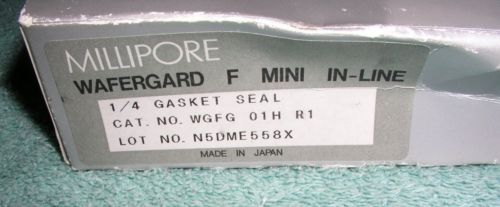 MILLIPORE
WAFERGARD F MINI IN-LINE
1/4 GASKET SEAL
CAT. NO. WGFG 01H R1
LOT NO. N5DME558X
MADE IN JAPAN